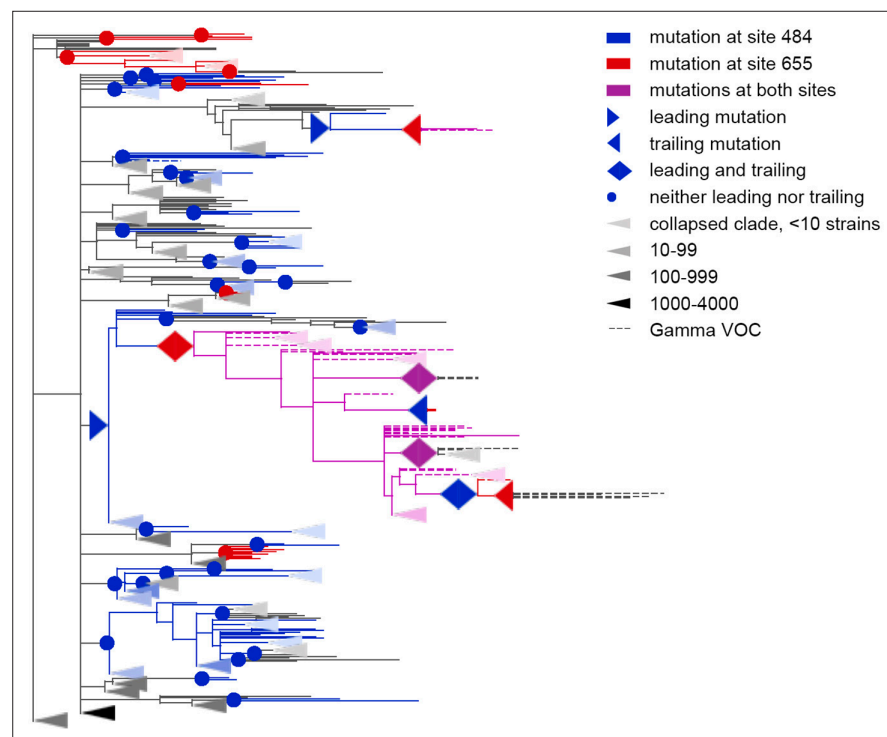 mutation at site 484
mutation at site 655
mutations at both sites
leading mutation
trailing mutation
leading and trailing
neither leading nor trailing
collapsed clade, <10 strains
10-99
100-999
1000-4000
Gamma VOC